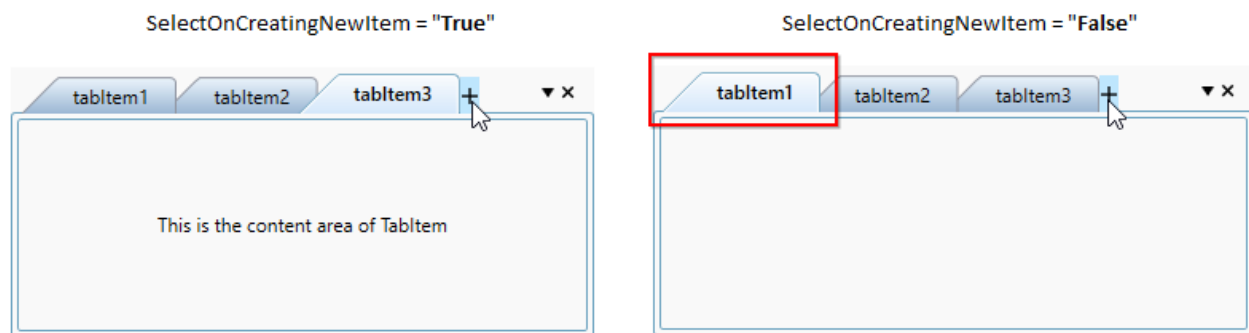 SelectOnCreatingNewItem = "True"
tabItem1 tabItem2 tabItem3 +
This is the content area of TabItem
SelectOnCreatingNewItem = "False"
tabItem1 tabItem2 tabItem3 +